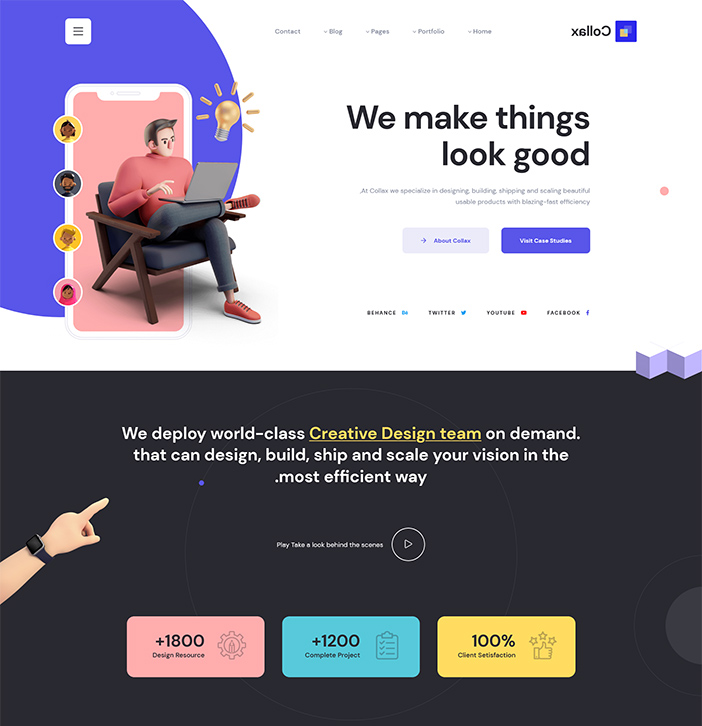 Contact
Blog
Pages
Portfolio
Home
Collax
We make things
look good
.At Collax we specialize in designing, building, shipping and scaling beautiful
usable products with blazing-fast efficiency
About Collax
Visit Case Studies
BEHANCE Bē
TWITTER
YOUTUBE
FACEBOOK
We deploy world-class Creative Design team on demand.
that can design, build, ship and scale your vision in the
.most efficient way
Play Take a look behind the scenes
+1800
Design Resource
+1200
Complete Project
100%
Client Setisfaction